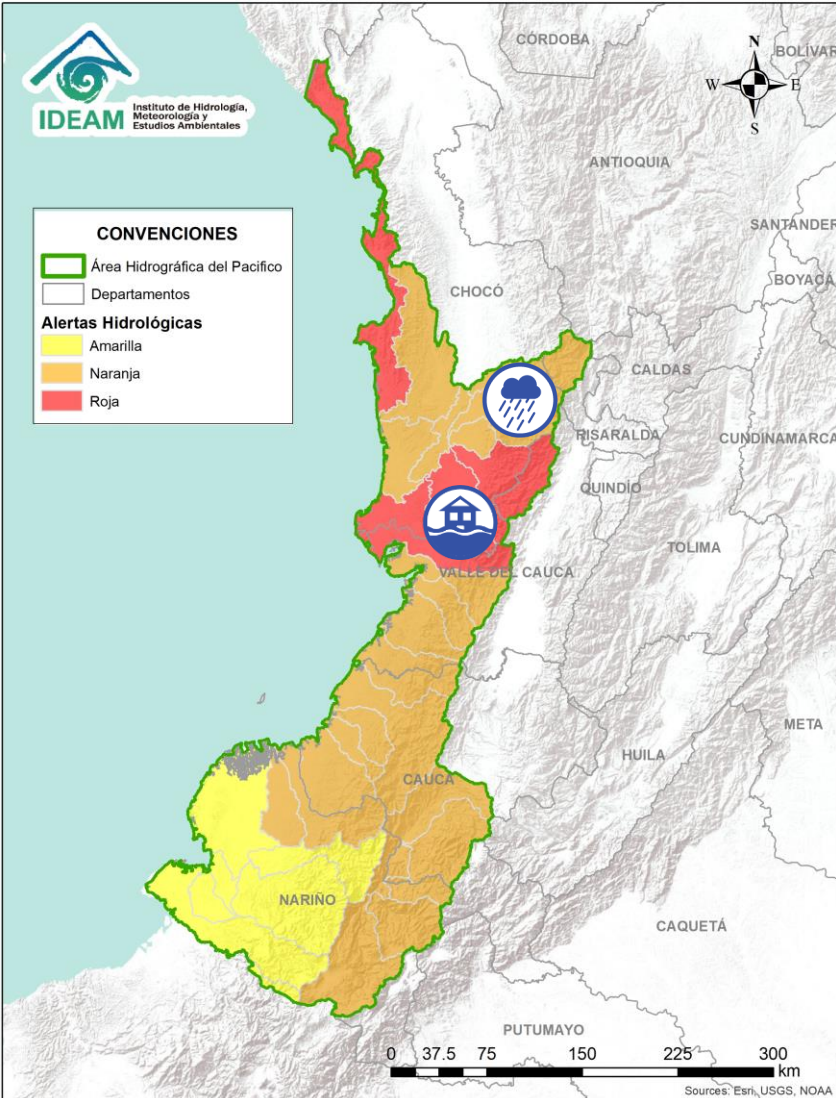 IDEAM
Instituto de Hidrología,
Meteorología y
Estudios Ambientales
N
W
E
S
CÓRDOBA
BOLÍVAR
ANTIOQUIA
SANTANDER
BOYACÁ
CHOCÓ
CALDAS
RISARALDA
CUNDINAMARCA
QUINDÍO
TOLIMA
VALLE DEL CAUCA
META
HUILA
CAUCA
NARIÑO
CAQUETÁ
PUTUMAYO
CONVENCIONES
Área Hidrográfica del Pacifico
Departamentos
Alertas Hidrológicas
Amarilla
Naranja
Roja
0 37.5 75 150 225 300
km
Sources: Esri, USGS, NOAA